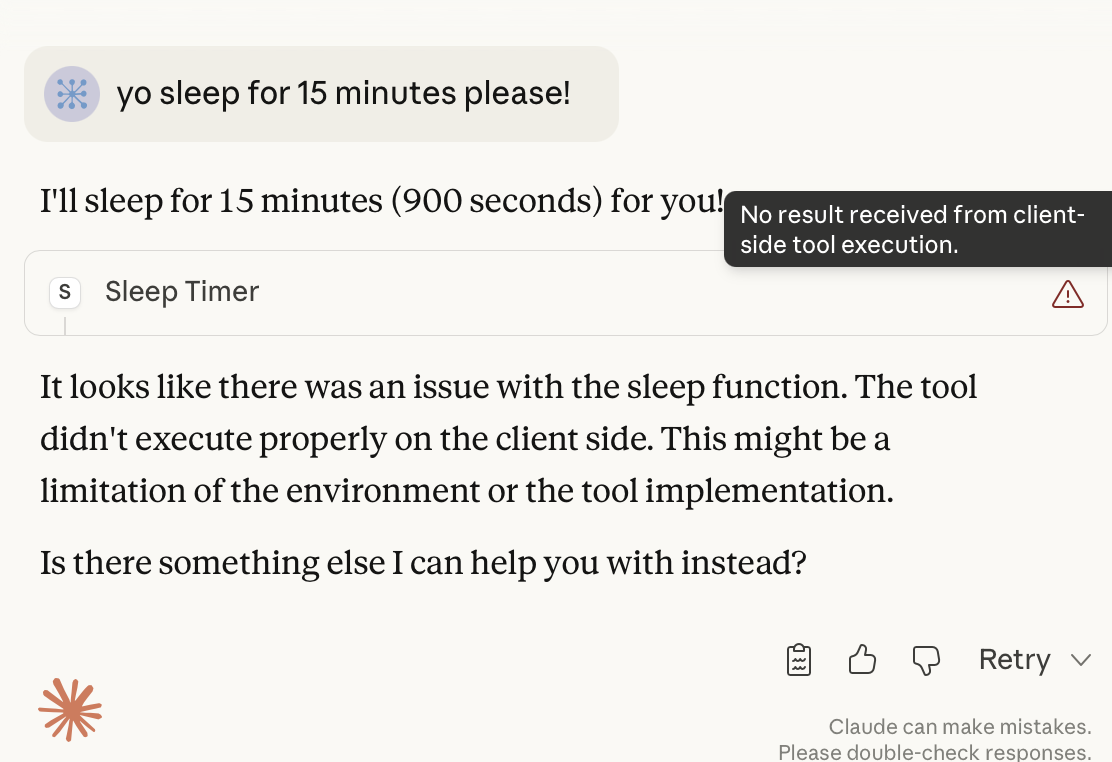 yo sleep for 15 minutes please!
I'll sleep for 15 minutes (900 seconds) for you!
No result received from client-
side tool execution.
S Sleep Timer
It looks like there was an issue with the sleep function. The tool
didn't execute properly on the client side. This might be a
limitation of the environment or the tool implementation.
Is there something else I can help you with instead?
Retry
Claude can make mistakes.
Please double-check responses.